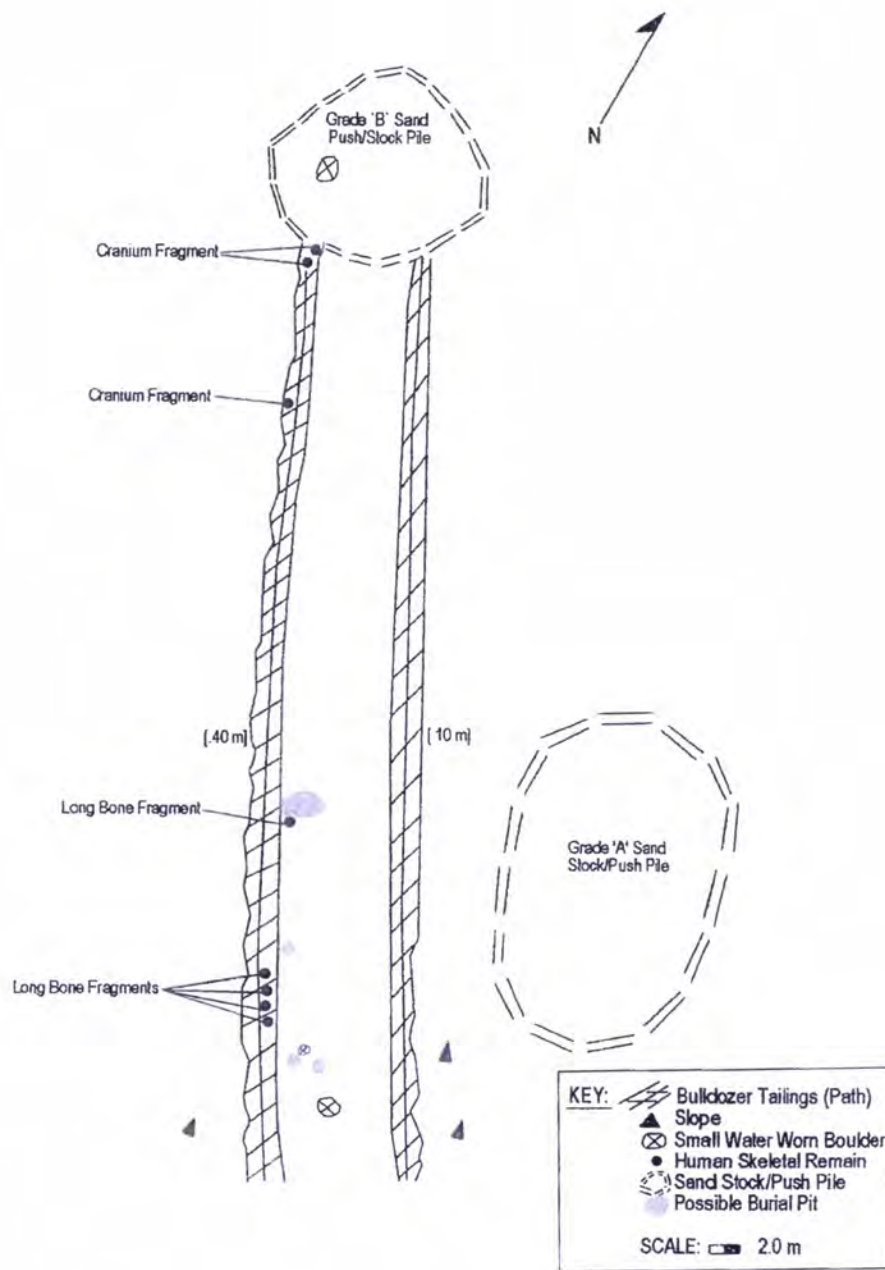 Grade 'B' Sand
Push/Stock Pile
N
Cranium Fragment
Cranium Fragment
[.40 m]
[ 10 m]
Long Bone Fragment
Grade 'A' Sand
Stock/Push Pile
Long Bone Fragments
KEY: Bulldozer Tailings (Path)
Slope
Small Water Worn Boulder
Human Skeletal Remain
Sand Stock/Push Pile
Possible Burial Pit
SCALE: 2.0 m